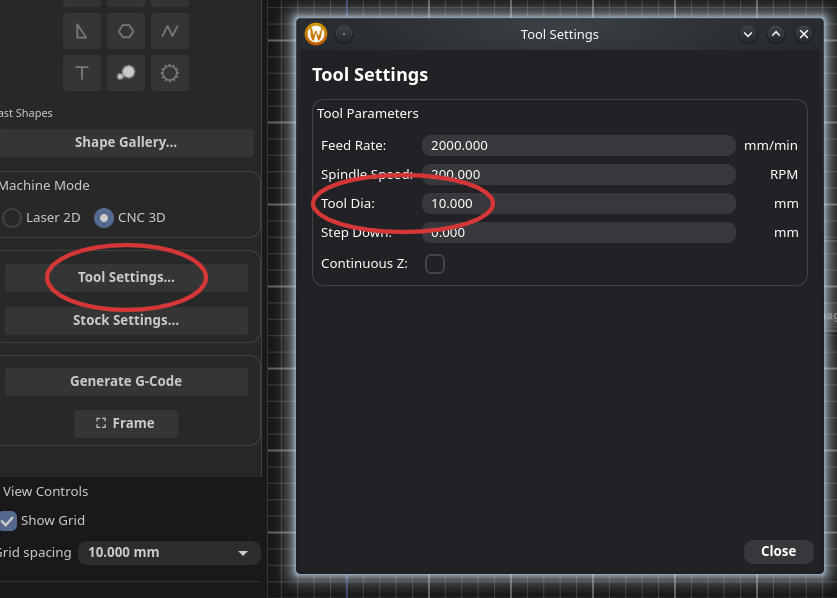 T
ast Shapes
Shape Gallery...
Machine Mode
Laser 2D
CNC 3D
Tool Settings...
Stock Settings...
Generate G-Code
Frame
View Controls
Show Grid
Grid spacing
10.000 mm
W
Tool Settings
Tool Settings
Tool Parameters
Feed Rate: 2000.000 mm/min
Spindle Speed: 200.000 RPM
Tool Dia: 10.000 mm
Step Down: 0.000 mm
Continuous Z:
Close